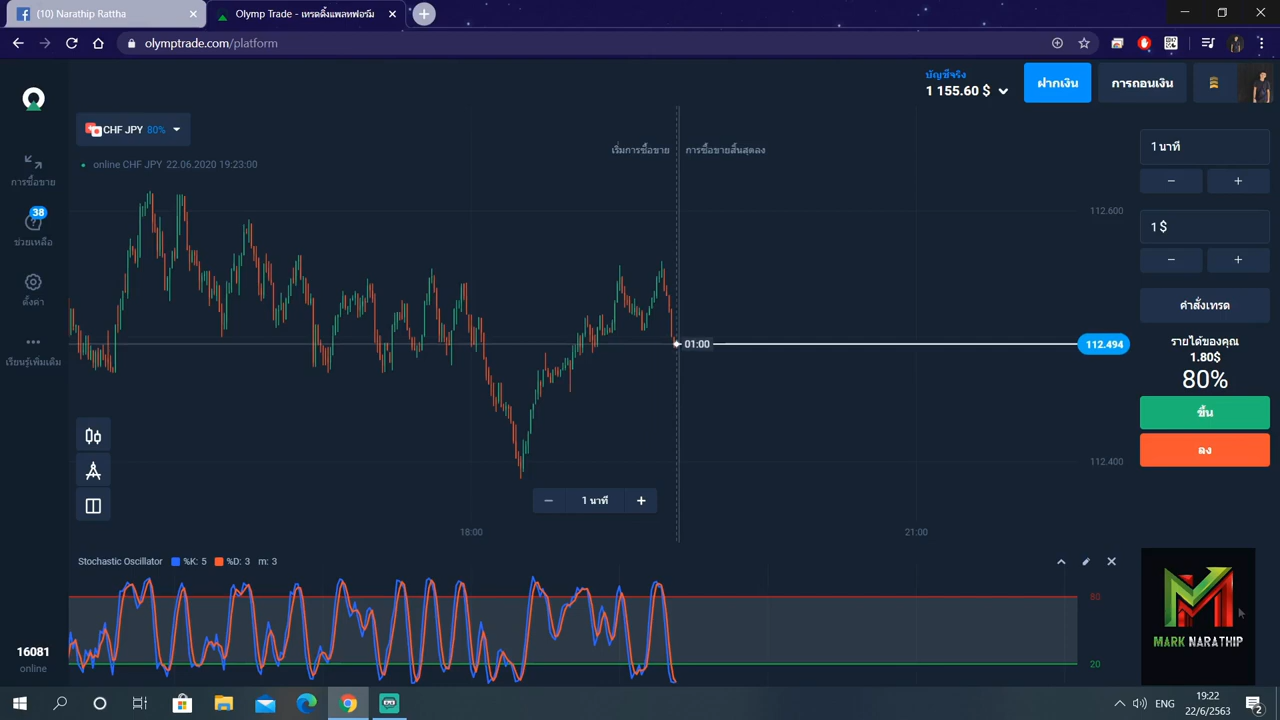 (10) Narathip Rattha
Olymp Trade - เทรดดิ้งแพลทฟอร์ม
olymptrade.com/platform
บัญชีจริง
1 155.60 $
ฝากเงิน
การถอนเงิน
CHF JPY 80%
online CHF JPY 22.06.2020 19:23:00
เริ่มการซื้อขาย
การซื้อขายสิ้นสุดลง
1 นาที
การซื้อขาย
38
ช่วยเหลือ
ตั้งค่า
เรียนรู้เพิ่มเติม
112.600
1 $
คำสั่งเทรด
01:00
112.494
รายได้ของคุณ
1.80$
80%
ขึ้น
ลง
112.400
1 นาที
18:00
21:00
Stochastic Oscillator %K: 5 %D: 3 m: 3
80
20
MARK NARATHIP
16081
online
ENG
19:22
22/6/2563
2